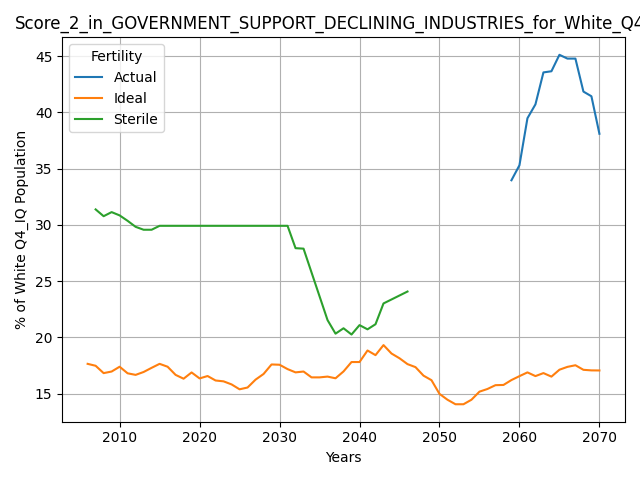 Score_2_in_GOVERNMENT_SUPPORT_DECLINING_INDUSTRIES_for_White_Q4
Fertility
Actual
Ideal
Sterile
% of White Q4_IQ Population
45
40
35
30
25
20
15
2010 2020 2030 2040 2050 2060 2070
Years